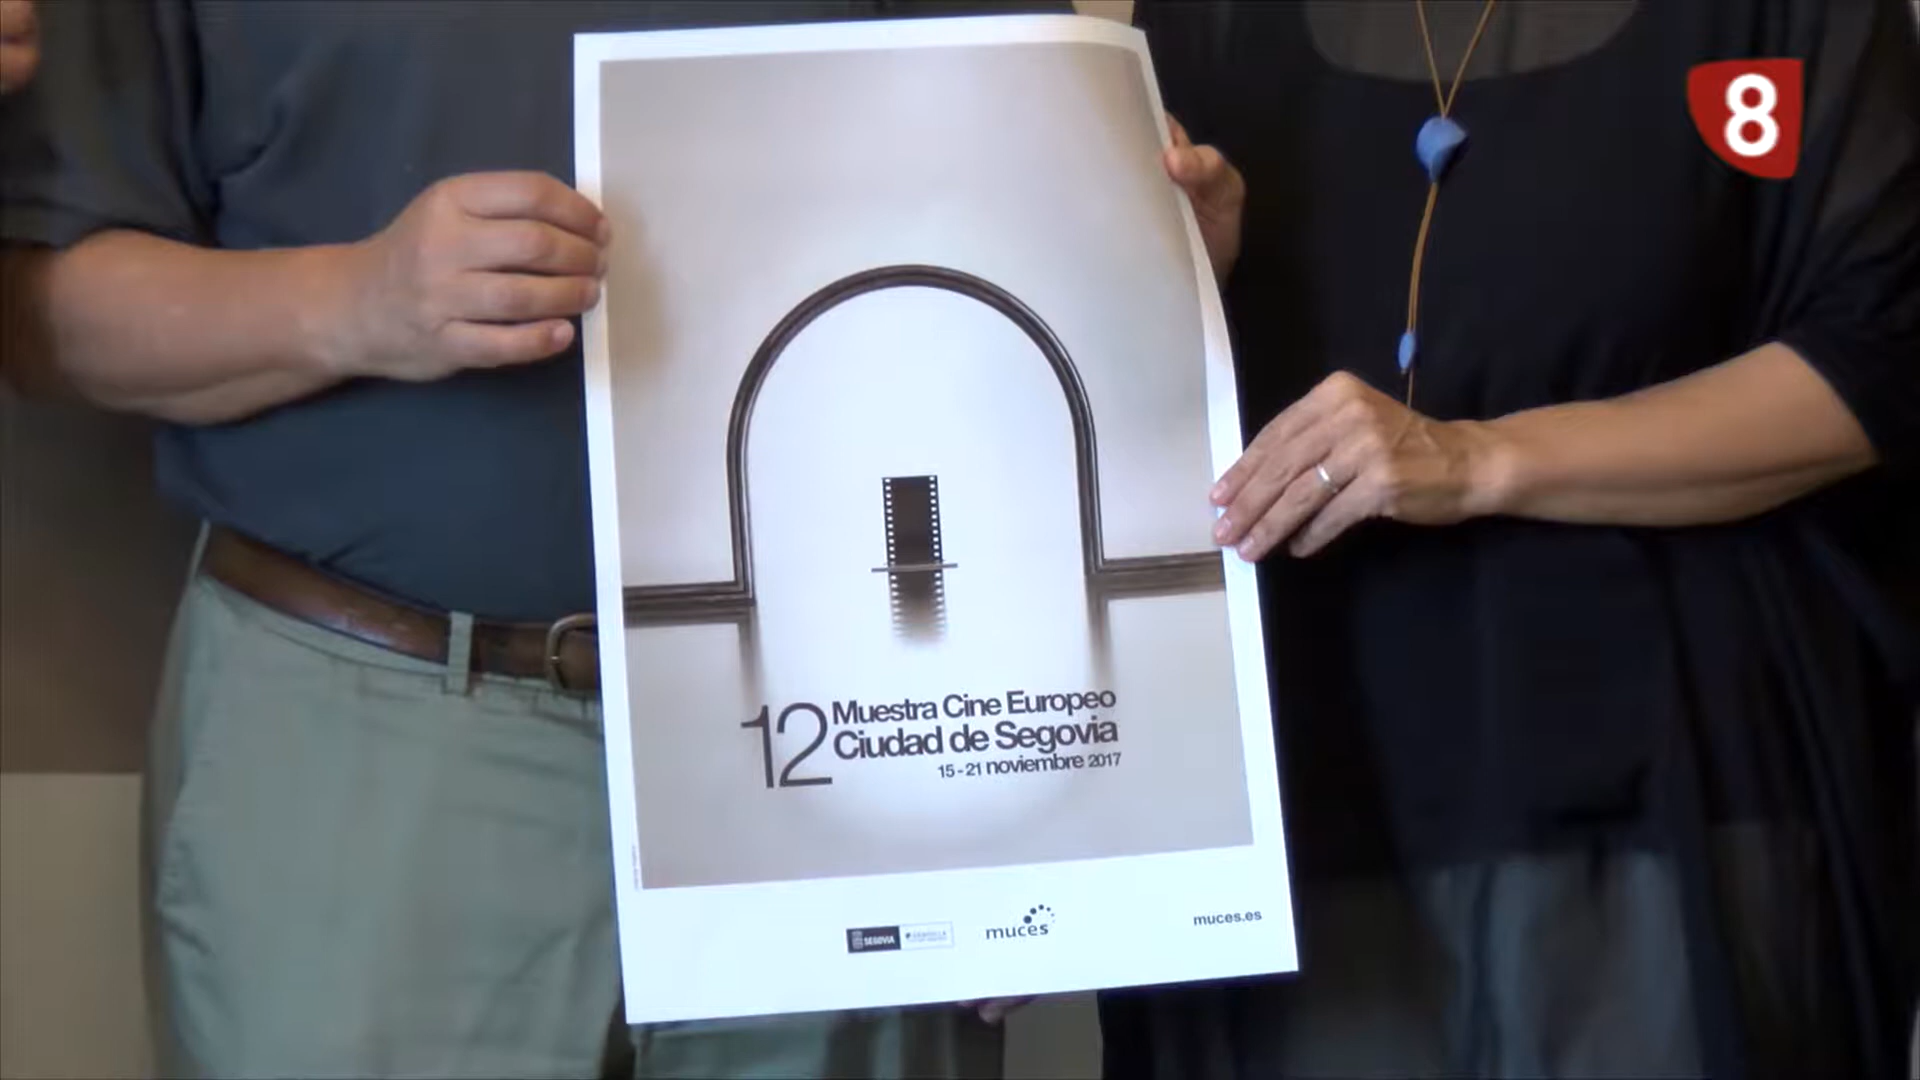 8
12 Muestra Cine Europeo
Ciudad de Segovia
15-21 noviembre 2017
SEGOVIA
muces
muces.es